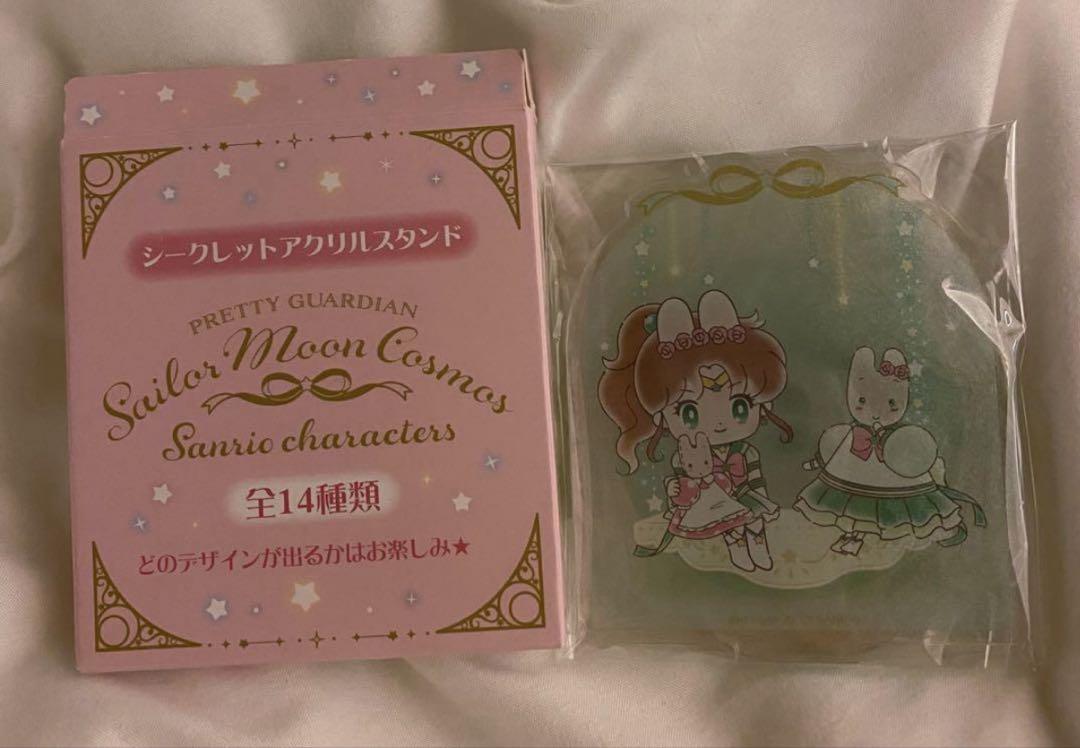 シークレットアクリルスタンド
PRETTY GUARDIAN
Sailor Moon Cosmos
Sanrio characters
全14種類
どのデザインが出るかはお楽しみ★